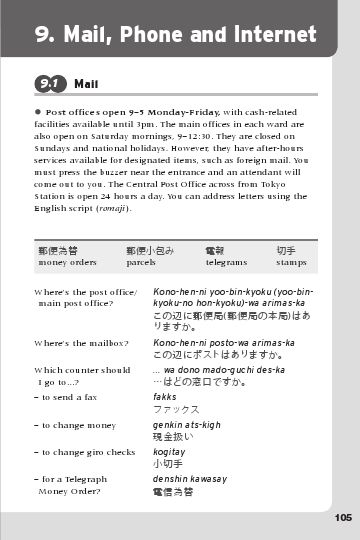 9. Mail, Phone and Internet
9.1 Mail
● Post offices open 9–5 Monday-Friday, with cash-related
facilities available until 3pm. The main offices in each ward are
also open on Saturday mornings, 9–12:30. They are closed on
Sundays and national holidays. However, they have after-hours
services available for designated items, such as foreign mail. You
must press the buzzer near the entrance and an attendant will
come out to you. The Central Post Office across from Tokyo
Station is open 24 hours a day. You can address letters using the
English script (romaji).
郵便為替 郵便小包み 電報 切手
money orders parcels telegrams stamps
Where's the post office/ Kono-hen-ni yoo-bin-kyoku (yoo-bin-
main post office? kyoku-no hon-kyoku)-wa arimas-ka
この辺に郵便局(郵便局の本局)はあ
りますか。
Where's the mailbox? Kono-hen-ni posto-wa arimas-ka
この辺にポストはありますか。
Which counter should ... wa dono mado-guchi des-ka
I go to...? …はどの窓口ですか。
– to send a fax fakks
ファックス
– to change money genkin ats-kigh
現金扱い
– to change giro checks kogitay
小切手
– for a Telegraph denshin kawasay
Money Order? 電信為替
105